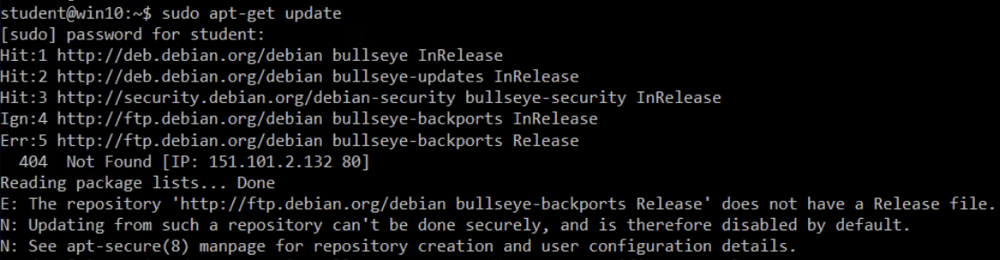 student@win10:~$ sudo apt-get update
[sudo] password for student:
Hit:1 http://deb.debian.org/debian bullseye InRelease
Hit:2 http://deb.debian.org/debian bullseye-updates InRelease
Hit:3 http://security.debian.org/debian-security bullseye-security InRelease
Ign:4 http://ftp.debian.org/debian bullseye-backports InRelease
Err:5 http://ftp.debian.org/debian bullseye-backports Release
  404  Not Found [IP: 151.101.2.132 80]
Reading package lists... Done
E: The repository 'http://ftp.debian.org/debian bullseye-backports Release' does not have a Release file.
N: Updating from such a repository can't be done securely, and is therefore disabled by default.
N: See apt-secure(8) manpage for repository creation and user configuration details.